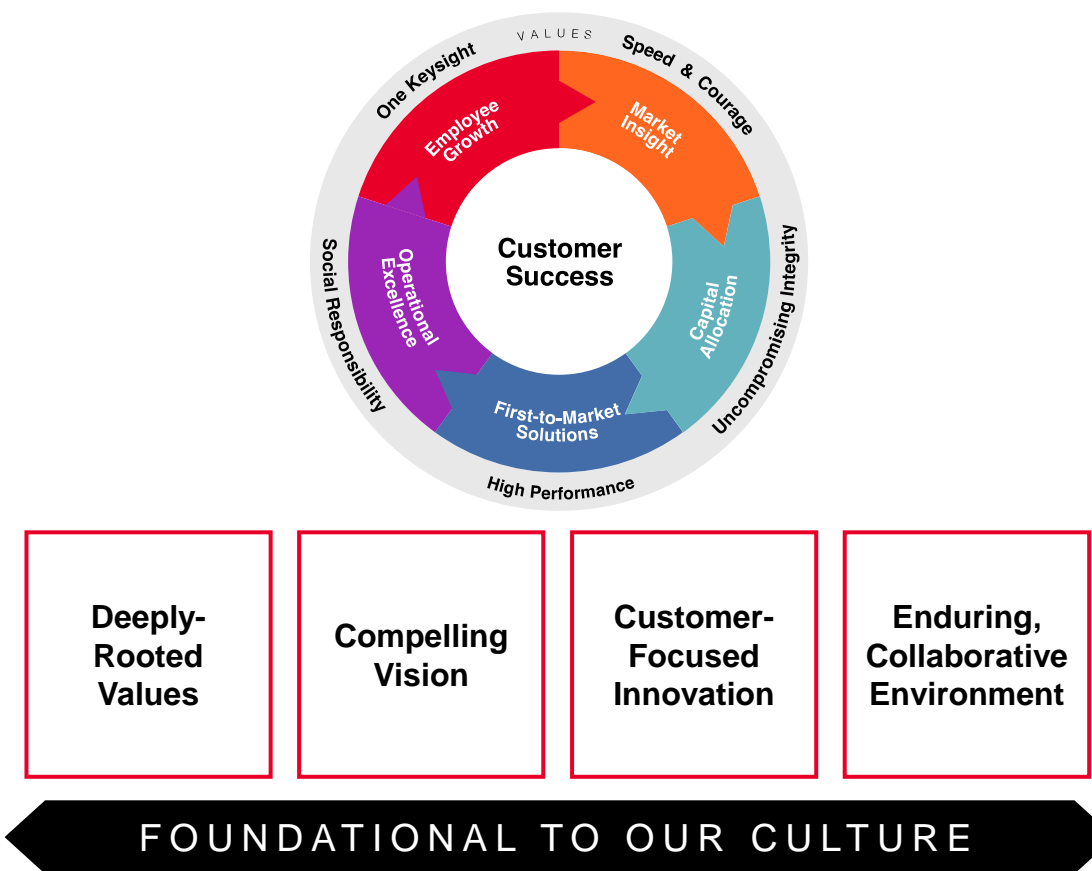 VALUES
One Keysight
Speed & Courage
Uncompromising Integrity
High Performance
Social Responsibility
Employee
Growth
Market
Insight
Capital
Allocation
First-to-Market
Solutions
Operational
Excellence
Customer
Success
Deeply-
Rooted
Values
Compelling
Vision
Customer-
Focused
Innovation
Enduring,
Collaborative
Environment
FOUNDATIONAL TO OUR CULTURE